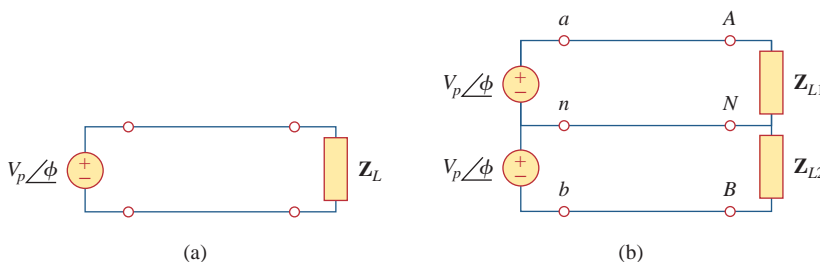 V_p∠ϕ
+
−
Z_L
(a)
a
A
V_p∠ϕ
+
−
Z_L1
n
N
V_p∠ϕ
+
−
Z_L2
b
B
(b)